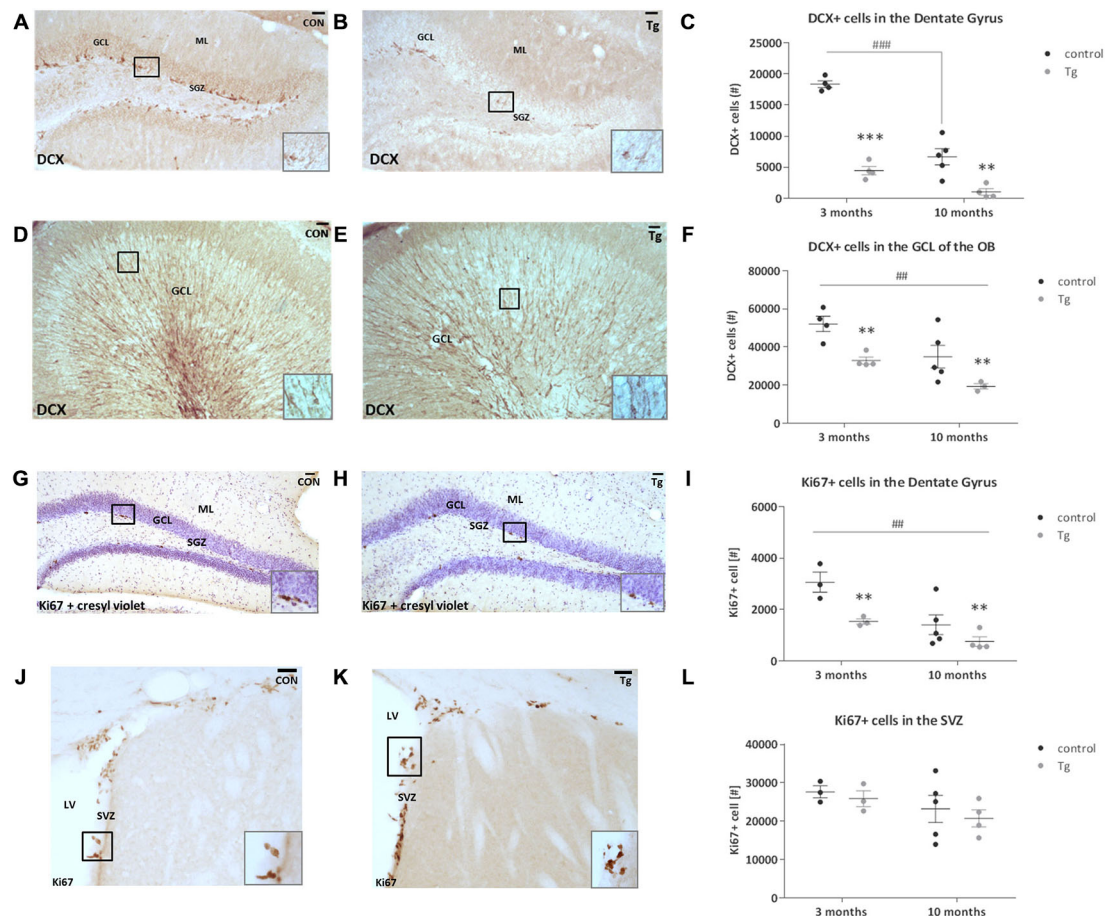 A
CON
GCL
ML
SGZ
DCX
B
Tg
GCL
ML
SGZ
DCX
C
DCX+ cells in the Dentate Gyrus
DCX+ cells (#)
25000
20000
15000
10000
5000
0
###
***
**
3 months
10 months
control
Tg
D
CON
GCL
DCX
E
Tg
GCL
DCX
F
DCX+ cells in the GCL of the OB
DCX+ cells (#)
80000
60000
40000
20000
0
##
**
**
3 months
10 months
control
Tg
G
CON
ML
GCL
SGZ
Ki67 + cresyl violet
H
Tg
ML
GCL
SGZ
Ki67 + cresyl violet
I
Ki67+ cells in the Dentate Gyrus
Ki67+ cell [#]
6000
4000
2000
0
##
**
**
3 months
10 months
control
Tg
J
CON
LV
SVZ
Ki67
K
Tg
LV
SVZ
Ki67
L
Ki67+ cells in the SVZ
Ki67+ cell [#]
40000
30000
20000
10000
0
3 months
10 months
control
Tg